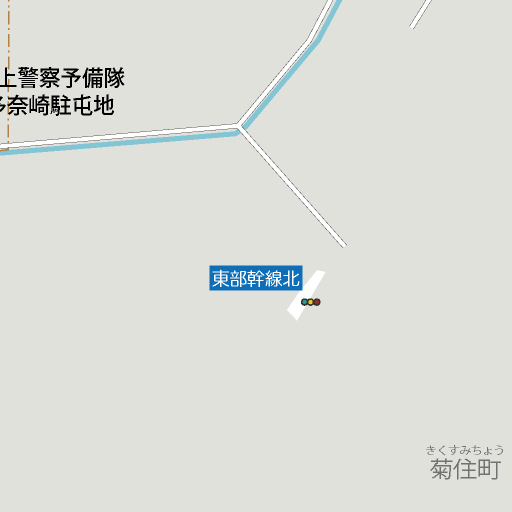 上警察予備隊
多奈崎駐屯地
東部幹線北
きくすみちょう
菊住町